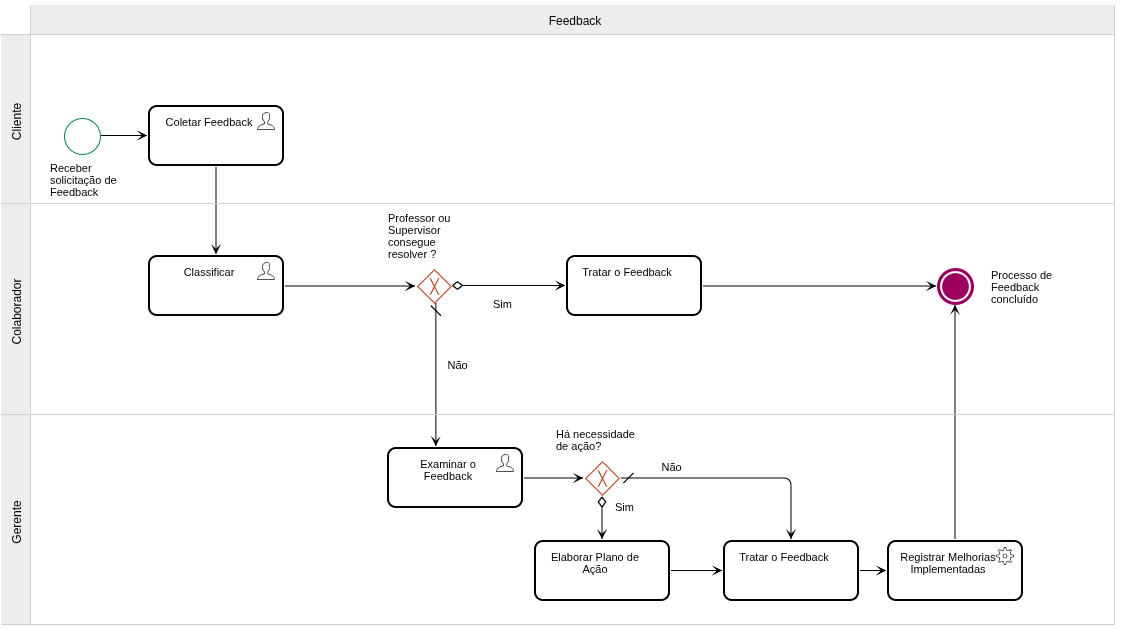 Feedback
Cliente
Coletar Feedback
Receber
solicitação de
Feedback
Colaborador
Classificar
Professor ou
Supervisor
consegue
resolver ?
Sim
Não
Tratar o Feedback
Processo de
Feedback
concluído
Gerente
Examinar o
Feedback
Há necessidade
de ação?
Não
Sim
Elaborar Plano de
Ação
Tratar o Feedback
Registrar Melhorias
Implementadas